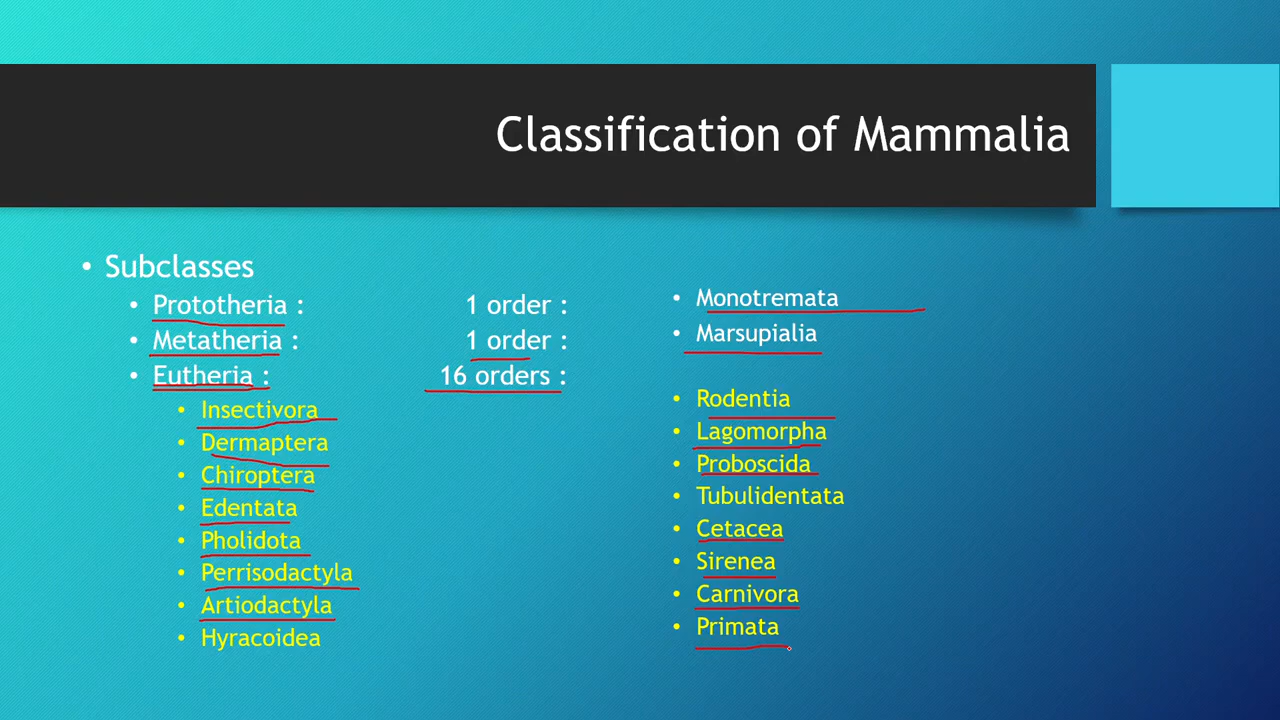 Classification of Mammalia
• Subclasses
• Prototheria : 1 order :
• Metatheria : 1 order :
• Eutheria : 16 orders :
• Insectivora
• Dermaptera
• Chiroptera
• Edentata
• Pholidota
• Perrisodactyla
• Artiodactyla
• Hyracoidea
• Monotremata
• Marsupialia
• Rodentia
• Lagomorpha
• Proboscida
• Tubulidentata
• Cetacea
• Sirenea
• Carnivora
• Primata